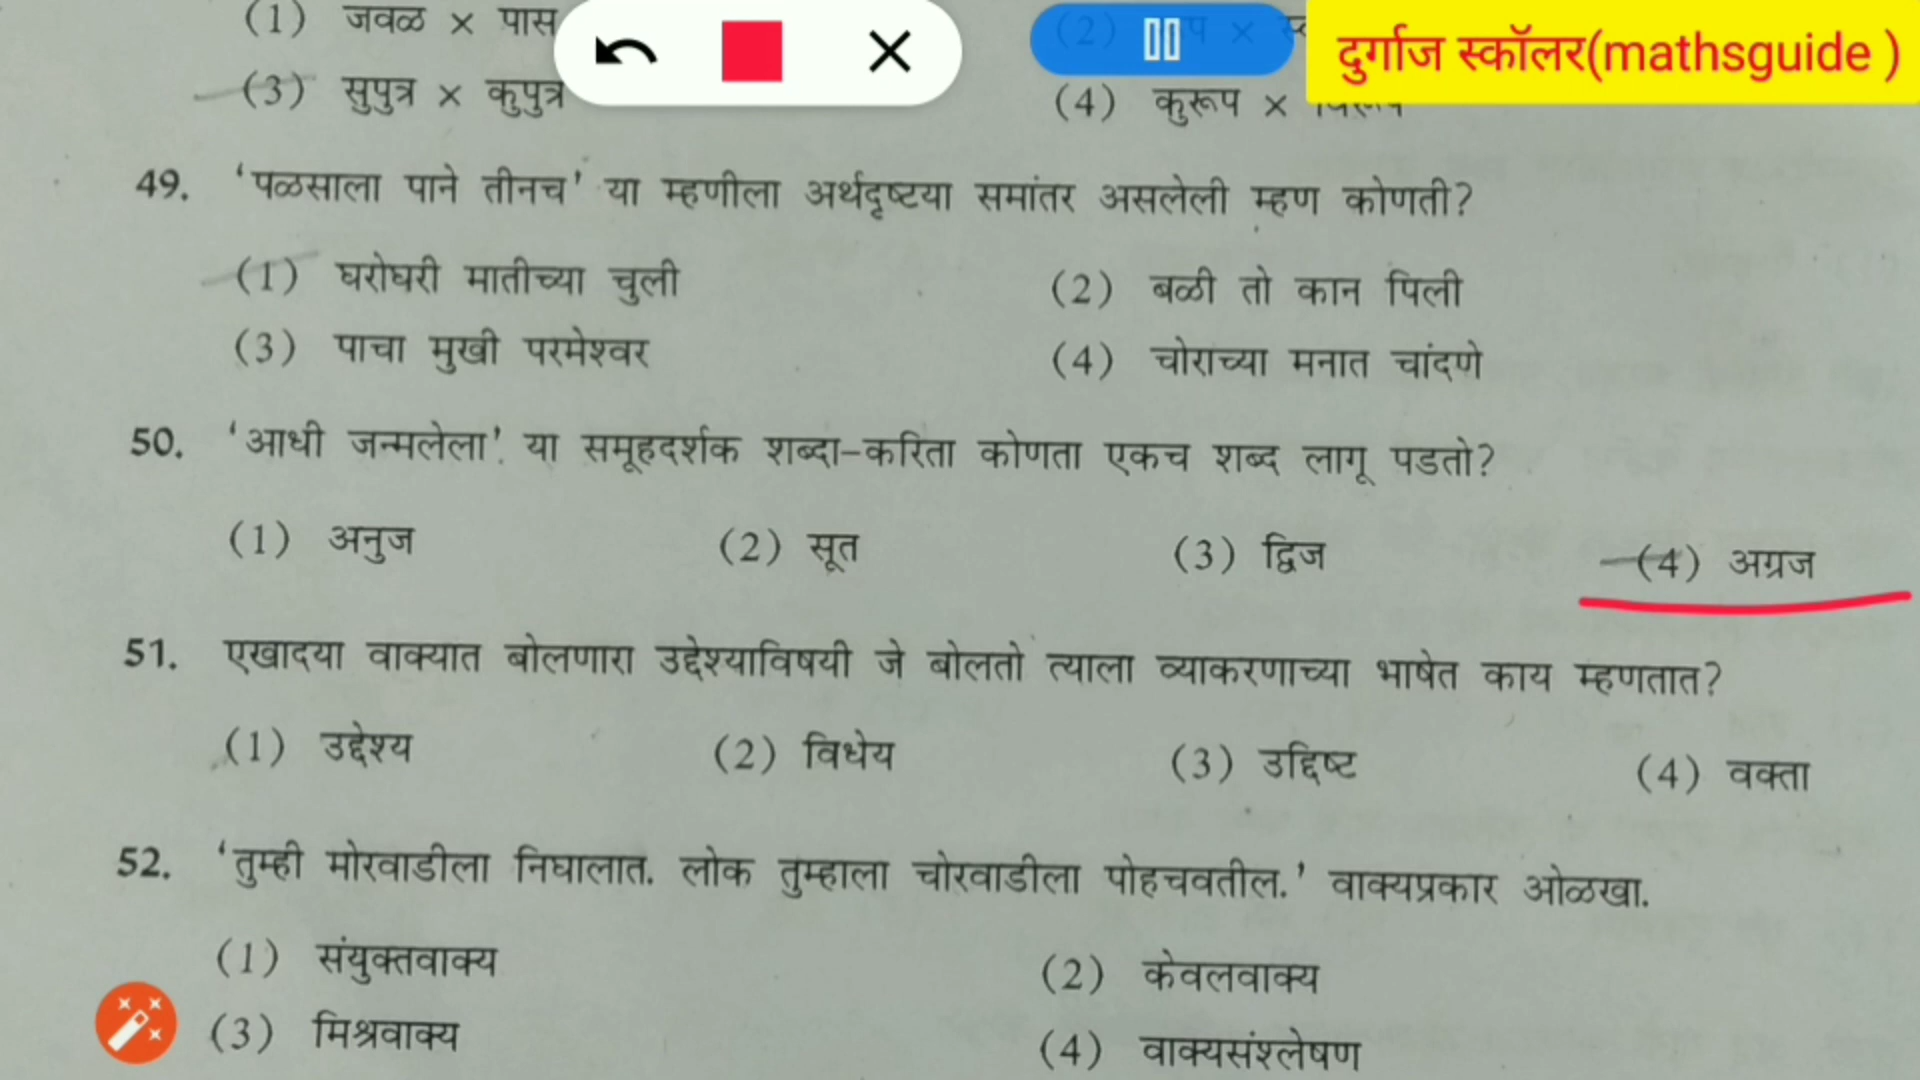 (1) जवळ × पास
(2)
दुर्गाज स्कॉलर(mathsguide )
(3) सुपुत्र × कुपुत्र
(4) कुरूप ×
49. ‘पळसाला पाने तीनच’ या म्हणीला अर्थदृष्टया समांतर असलेली म्हण कोणती?
(1) घरोघरी मातीच्या चुली
(2) बळी तो कान पिली
(3) पाचा मुखी परमेश्वर
(4) चोराच्या मनात चांदणे
50. ‘आधी जन्मलेला’ या समूहदर्शक शब्दा-करिता कोणता एकच शब्द लागू पडतो?
(1) अनुज (2) सूत (3) द्विज (4) अग्रज
51. एखादया वाक्यात बोलणारा उद्देश्याविषयी जे बोलतो त्याला व्याकरणाच्या भाषेत काय म्हणतात?
(1) उद्देश्य (2) विधेय (3) उद्दिष्ट (4) वक्ता
52. ‘तुम्ही मोरवाडीला निघालात. लोक तुम्हाला चोरवाडीला पोहचवतील.’ वाक्यप्रकार ओळखा.
(1) संयुक्तवाक्य
(2) केवलवाक्य
(3) मिश्रवाक्य
(4) वाक्यसंश्लेषण